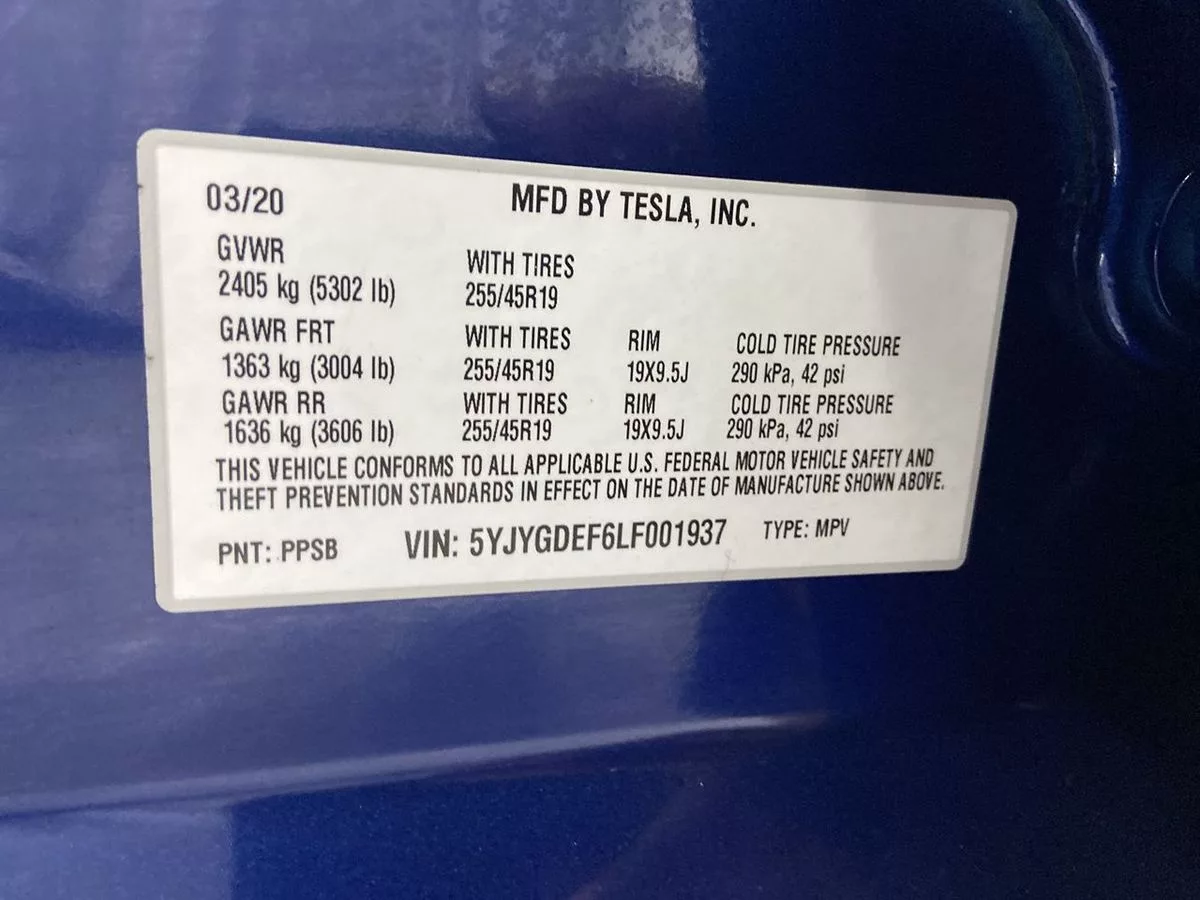 03/20 MFD BY TESLA, INC.
GVWR WITH TIRES
2405 kg (5302 lb) 255/45R19
GAWR FRT WITH TIRES RIM COLD TIRE PRESSURE
1363 kg (3004 lb) 255/45R19 19X9.5J 290 kPa, 42 psi
GAWR RR WITH TIRES RIM COLD TIRE PRESSURE
1636 kg (3606 lb) 255/45R19 19X9.5J 290 kPa, 42 psi
THIS VEHICLE CONFORMS TO ALL APPLICABLE U.S. FEDERAL MOTOR VEHICLE SAFETY AND
THEFT PREVENTION STANDARDS IN EFFECT ON THE DATE OF MANUFACTURE SHOWN ABOVE.
PNT: PPSB VIN: 5YJYGDEF6LF001937 TYPE: MPV